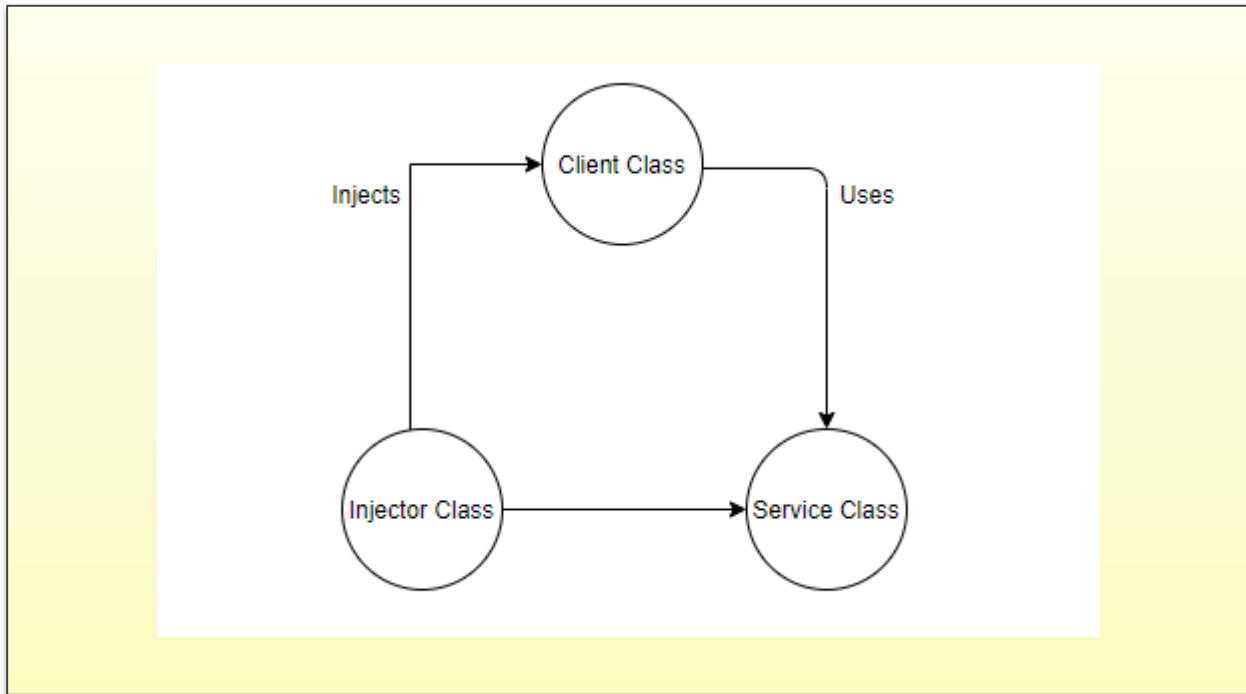 Client Class
Injects
Uses
Injector Class
Service Class